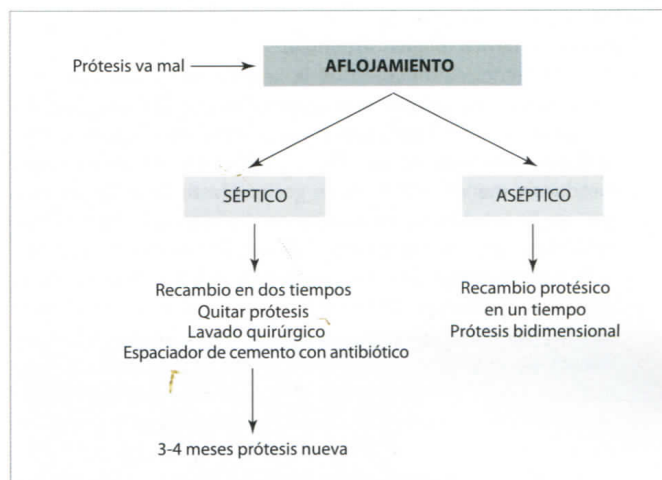 Prótesis va mal
AFLOJAMIENTO
SÉPTICO
ASÉPTICO
Recambio en dos tiempos
Quitar prótesis
Lavado quirúrgico
Espaciador de cemento con antibiótico
Recambio protésico
en un tiempo
Prótesis bidimensional
3-4 meses prótesis nueva